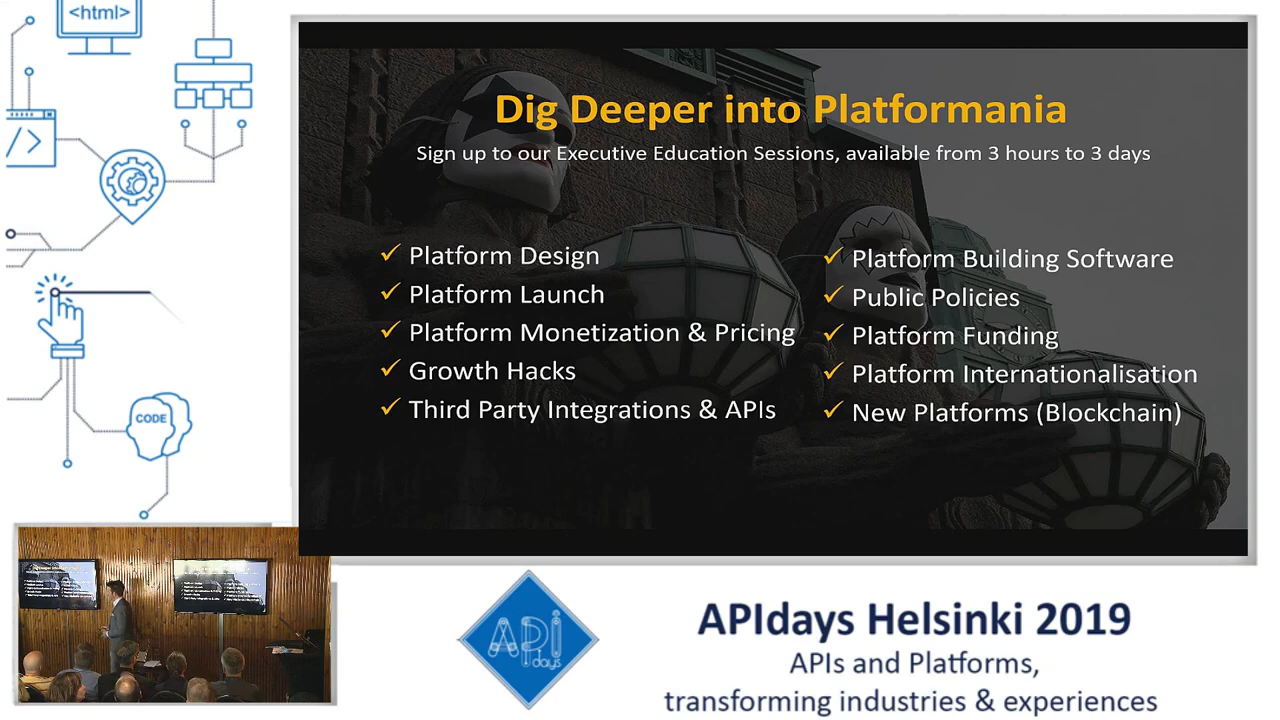 <html>
</>
CODE
Dig Deeper into Platformania
Sign up to our Executive Education Sessions, available from 3 hours to 3 days
✓ Platform Design
✓ Platform Launch
✓ Platform Monetization & Pricing
✓ Growth Hacks
✓ Third Party Integrations & APIs
✓ Platform Building Software
✓ Public Policies
✓ Platform Funding
✓ Platform Internationalisation
✓ New Platforms (Blockchain)
API
days
APIdays Helsinki 2019
APIs and Platforms,
transforming industries & experiences